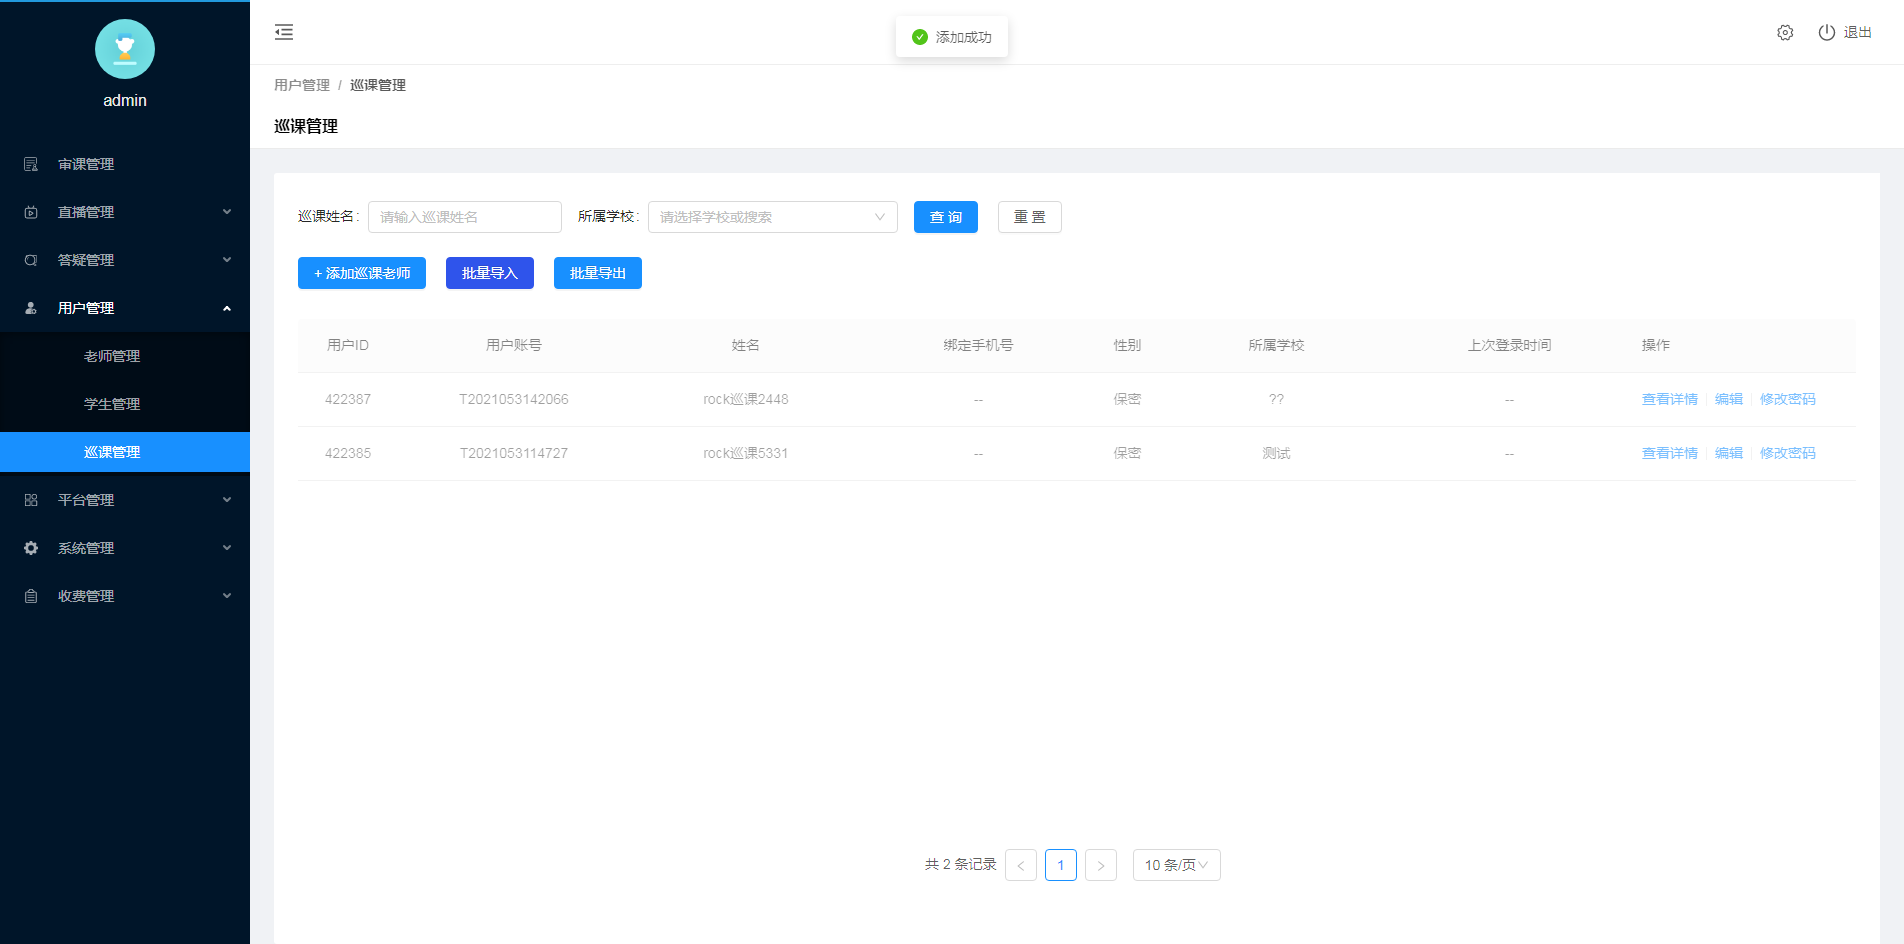 admin
审课管理
直播管理
答疑管理
用户管理
老师管理
学生管理
巡课管理
平台管理
系统管理
收费管理
添加成功
退出
用户管理 / 巡课管理
巡课管理
巡课姓名: 请输入巡课姓名 所属学校: 请选择学校或搜索 查 询 重 置
+ 添加巡课老师 批量导入 批量导出
用户ID 用户账号 姓名 绑定手机号 性别 所属学校 上次登录时间 操作
422387 T2021053142066 rock巡课2448 -- 保密 ?? -- 查看详情 编辑 修改密码
422385 T2021053114727 rock巡课5331 -- 保密 测试 -- 查看详情 编辑 修改密码
共 2 条记录 < 1 > 10 条/页